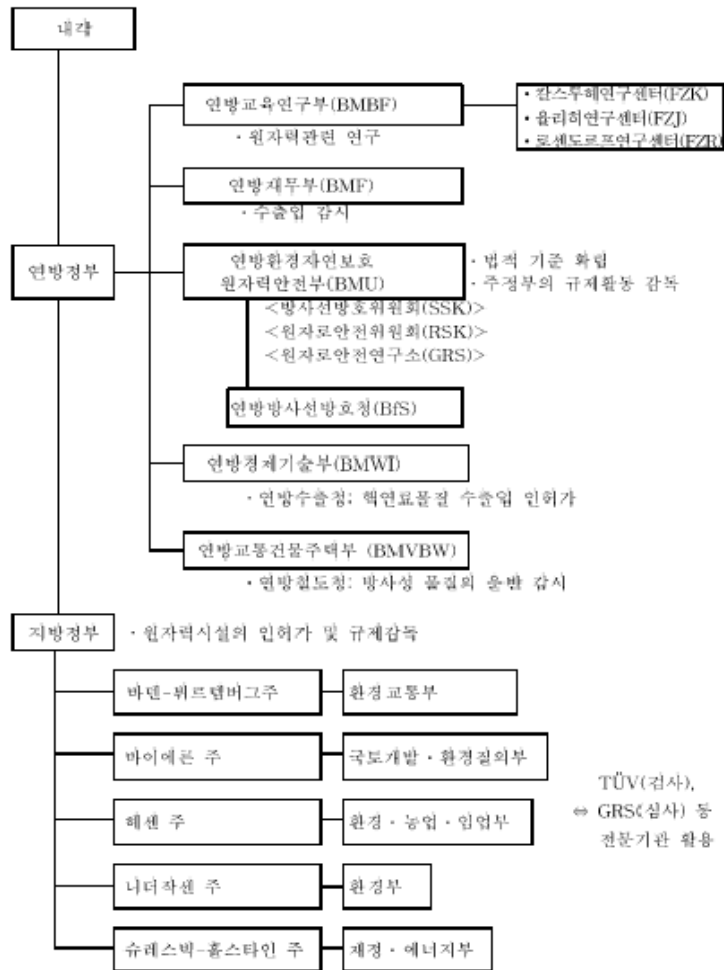 내각
연방교육연구부(BMBF)
· 원자력관련 연구
· 칼스루헤연구센터(FZK)
· 율리히연구센터(FZJ)
· 로센도르프연구센터(FZR)
연방재무부(BMF)
· 수출입 감시
연방정부
연방환경자연보호
원자력안전부(BMU)
· 법적 기준 확립
· 주정부의 규제활동 감독
<방사선방호위원회(SSK)>
<원자로안전위원회(RSK)>
<원자로안전연구소(GRS)>
연방방사선방호청(BfS)
연방경제기술부(BMWI)
· 연방수출청: 핵연료물질 수출입 인허가
연방교통건물주택부 (BMVBW)
· 연방철도청: 방사성 물질의 운반 감시
지방정부
· 원자력시설의 인허가 및 규제감독
바덴-뷔르템버그주
환경교통부
바이에른 주
국토개발 · 환경질의부
헤센 주
환경 · 농업 · 임업부
니더작센 주
환경부
슈레스빅-홀스타인 주
재정 · 에너지부
TÜV(검사),
⇔ GRS(심사) 등
전문기관 활용